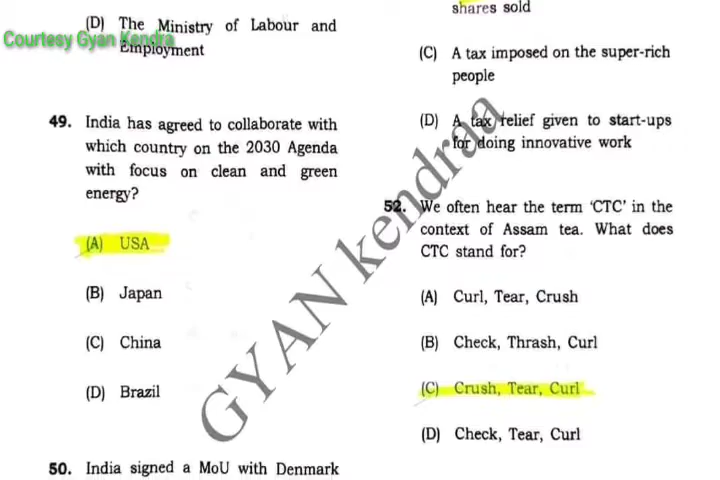 (D) The Ministry of Labour and
Employment
Courtesy Gyan Kendra
49. India has agreed to collaborate with
which country on the 2030 Agenda
with focus on clean and green
energy?
(A) USA
(B) Japan
(C) China
(D) Brazil
50. India signed a MoU with Denmark
shares sold
(C) A tax imposed on the super-rich
people
(D) A tax relief given to start-ups
for doing innovative work
52. We often hear the term ‘CTC’ in the
context of Assam tea. What does
CTC stand for?
(A) Curl, Tear, Crush
(B) Check, Thrash, Curl
(C) Crush, Tear, Curl
(D) Check, Tear, Curl
GYAN kendraa